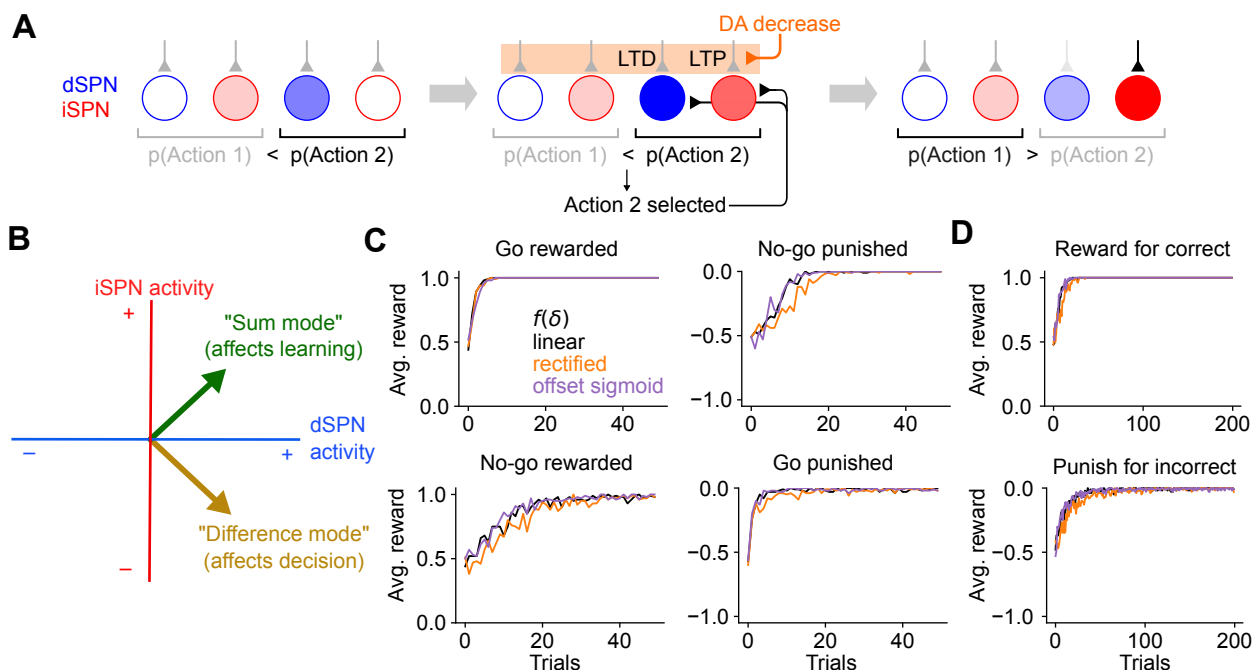 A
DA decrease
LTD
LTP
dSPN
iSPN
p(Action 1) < p(Action 2)
p(Action 1) < p(Action 2)
p(Action 1) > p(Action 2)
Action 2 selected
B
iSPN activity
+
"Sum mode"
(affects learning)
dSPN
activity
−
+
"Difference mode"
(affects decision)
−
C
Go rewarded
Avg. reward
1.0
0.5
0.0
0
20
40
f(δ)
linear
rectified
offset sigmoid
No-go punished
Avg. reward
0.0
−0.5
−1.0
0
20
40
No-go rewarded
Avg. reward
1.0
0.5
0.0
0
20
40
Trials
Go punished
Avg. reward
0.0
−0.5
−1.0
0
20
40
Trials
D
Reward for correct
Avg. reward
1.0
0.5
0.0
0
100
200
Punish for incorrect
Avg. reward
0.0
−0.5
−1.0
0
100
200
Trials